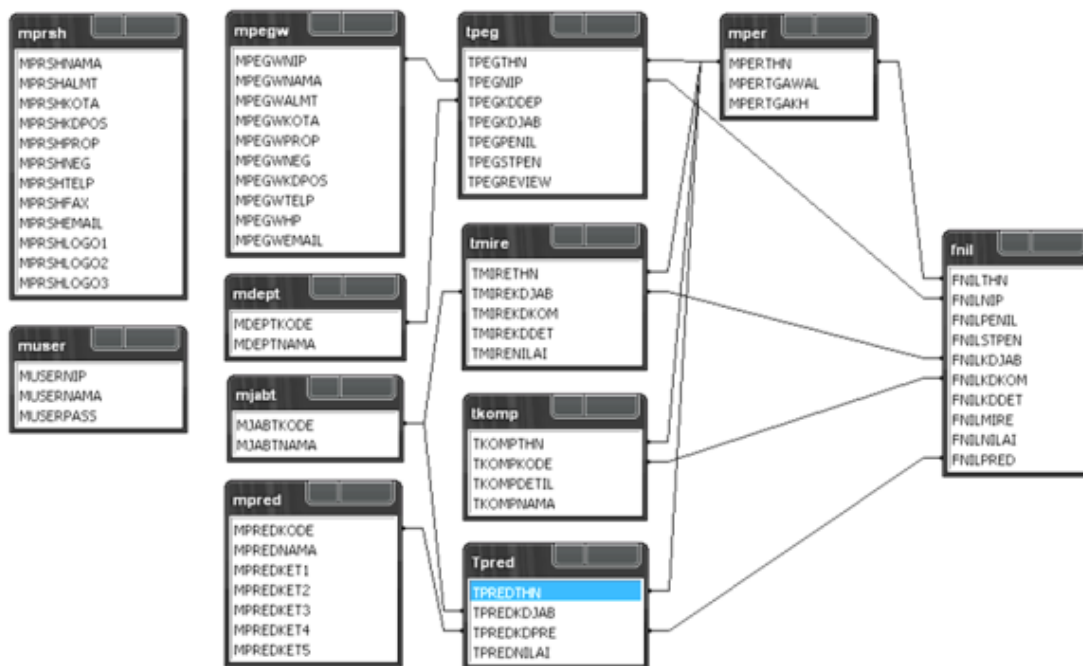 mprsh
MPRSHNAMA
MPRSHALMT
MPRSHKOTA
MPRSHKDPOS
MPRSHPROP
MPRSHNEG
MPRSHTELP
MPRSHFAX
MPRSHEMAIL
MPRSHLOGO1
MPRSHLOGO2
MPRSHLOGO3
muser
MUSERNIP
MUSERNAMA
MUSERPASS
mpegw
MPEGWNIP
MPEGWNAMA
MPEGWALMT
MPEGWKOTA
MPEGWPROP
MPEGWNEG
MPEGWKDPOS
MPEGWTELP
MPEGWHP
MPEGWEMAIL
mdept
MDEPTKODE
MDEPTNAMA
mjabt
MJABTKODE
MJABTNAMA
mpred
MPREDKODE
MPREDNAMA
MPREDKET1
MPREDKET2
MPREDKET3
MPREDKET4
MPREDKET5
tpeg
TPEGTHN
TPEGNIP
TPEGKDDEP
TPEGKDJAB
TPEGPENIL
TPEGSTPEN
TPEGREVIEW
tmire
TMIRETHN
TMIREKDJAB
TMIREKDKOM
TMIREKDDET
TMIRENILAI
tkomp
TKOMPTHN
TKOMPKODE
TKOMPDETIL
TKOMPNAMA
Tpred
TPREDTHN
TPREDKDJAB
TPREDKDPRE
TPREDNILAI
mper
MPERTHN
MPERTGAWAL
MPERTGAKH
fnil
FNILTHN
FNILNIP
FNILPENIL
FNILSTPEN
FNILKDJAB
FNILKDKOM
FNILKDDET
FNILMIRE
FNILNILAI
FNILPRED